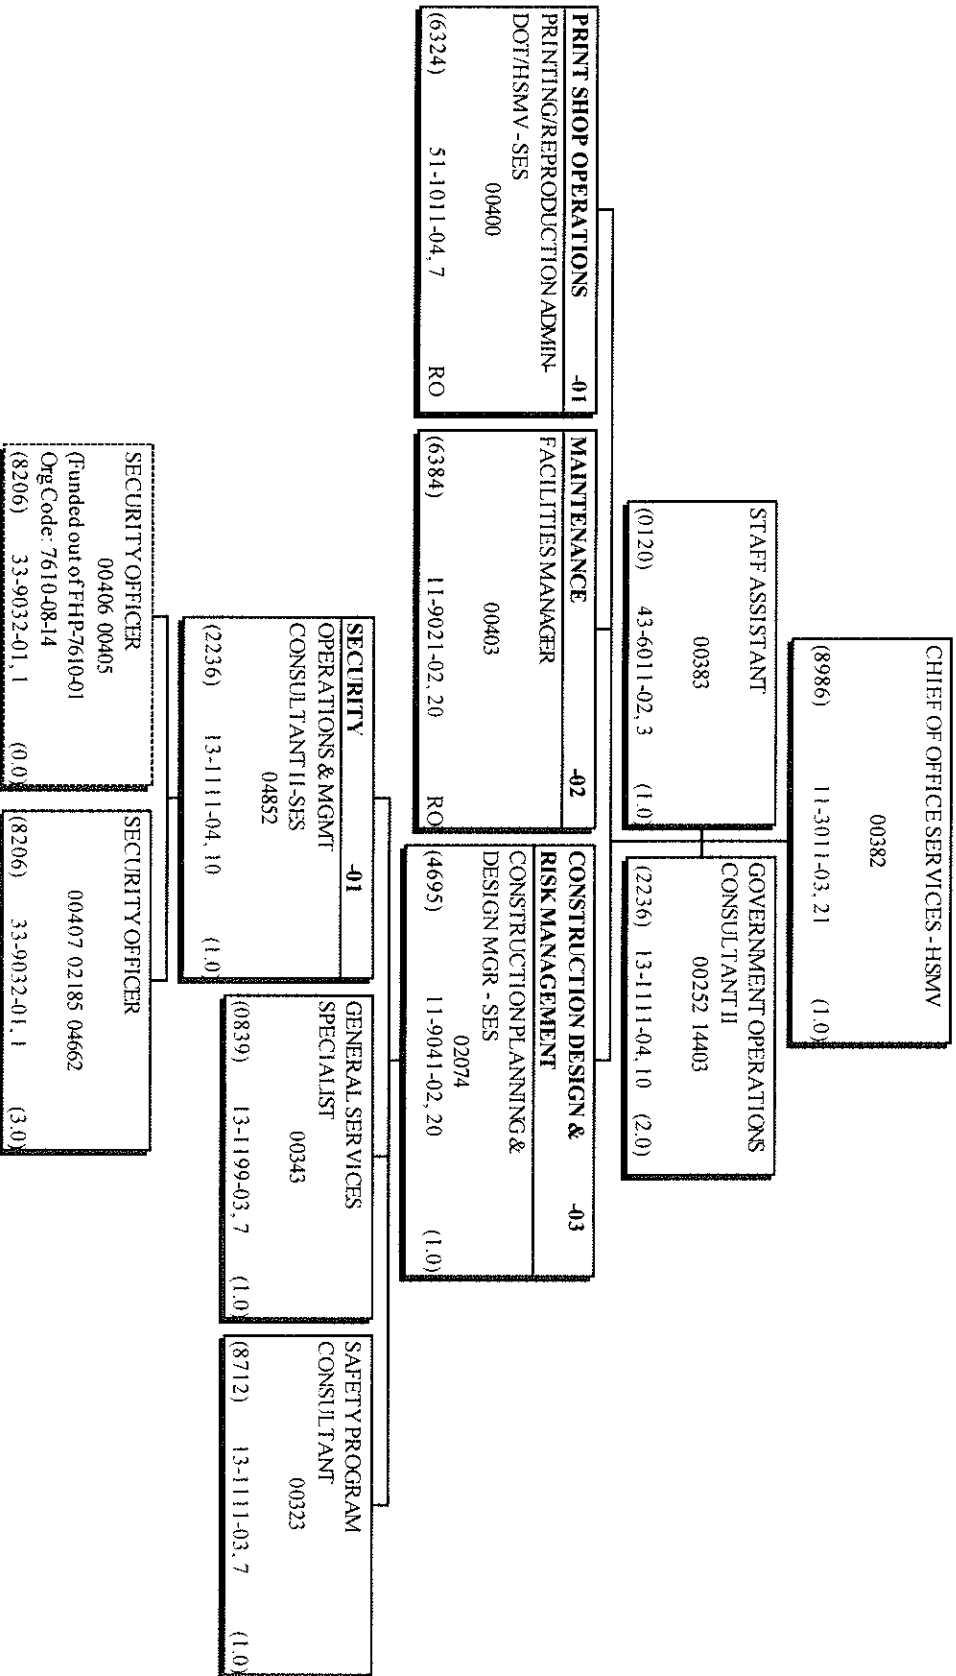 CHIEF OF OFFICE SERVICES - HSMV
00382
(8986) 11-3011-03, 21 (1.0)
STAFF ASSISTANT
00383
(0120) 43-6011-02, 3 (1.0)
GOVERNMENT OPERATIONS
CONSULTANT II
00252 14403
(2236) 13-1111-04, 10 (2.0)
PRINT SHOP OPERATIONS -01
PRINTING/REPRODUCTION ADMIN-
DOT/HSMV - SES
00400
(6324) 51-1011-04, 7 RO
MAINTENANCE -02
FACILITIES MANAGER
00403
(6384) 11-9021-02, 20 RO
CONSTRUCTION DESIGN & -03
RISK MANAGEMENT
CONSTRUCTION PLANNING &
DESIGN MGR - SES
02074
(4695) 11-9041-02, 20 (1.0)
SECURITY -01
OPERATIONS & MGMT
CONSULTANT II - SES
04852
(2236) 13-1111-04, 10 (1.0)
GENERAL SERVICES
SPECIALIST
00343
(0839) 13-1199-03, 7 (1.0)
SAFETY PROGRAM
CONSULTANT
00323
(8712) 13-1111-03, 7 (1.0)
SECURITY OFFICER
00406 00405
(Funded out of FHP-7610-01
Org Code: 7610-08-14
(8206) 33-9032-01, 1 (0.0)
SECURITY OFFICER
00407 02185 04662
(8206) 33-9032-01, 1 (3.0)